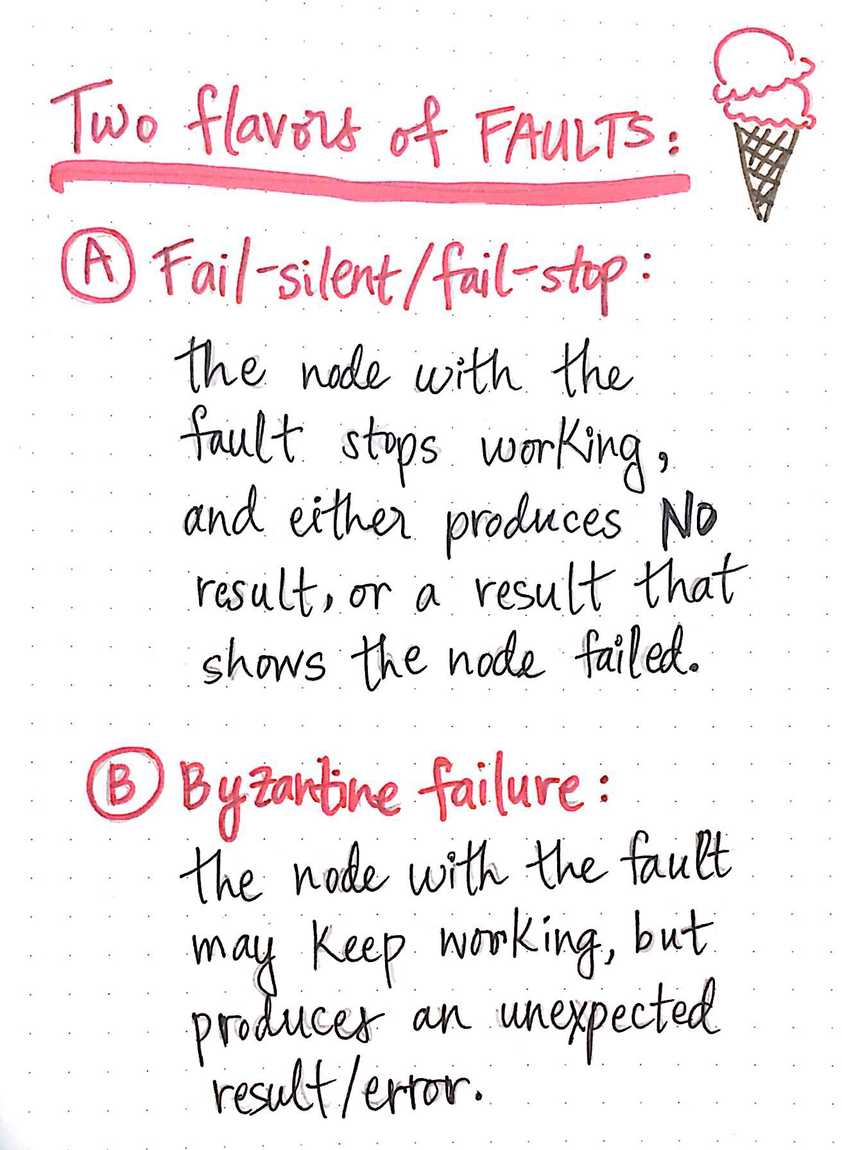 Two flavors of FAULTS:
A Fail-silent/fail-stop:
the node with the
fault stops working,
and either produces NO
result, or a result that
shows the node failed.
B Byzantine failure:
the node with the fault
may keep working, but
produces an unexpected
result/error.